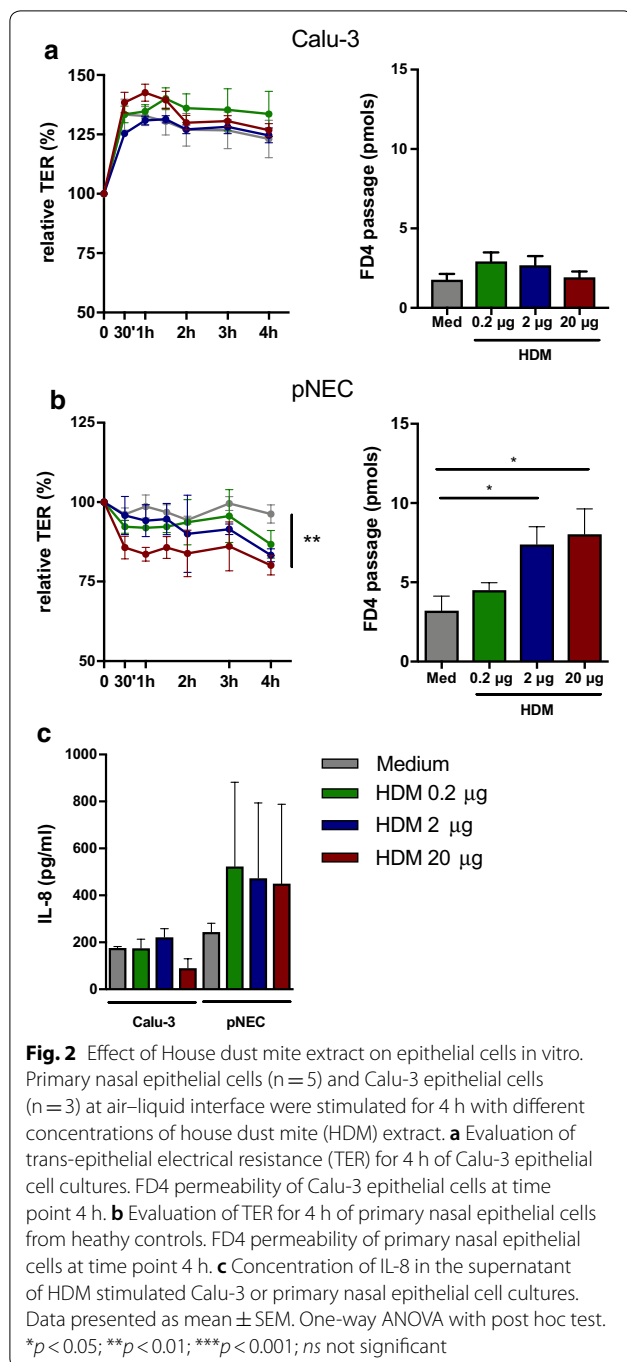 Calu-3
a
150
125
100
75
50
relative TER (%)
0 30' 1h 2h 3h 4h
15
10
5
0
FD4 passage (pmols)
Med 0.2 µg 2 µg 20 µg
HDM
pNEC
b
125
100
75
50
relative TER (%)
**
0 30' 1h 2h 3h 4h
15
10
5
0
FD4 passage (pmols)
*
*
Med 0.2 µg 2 µg 20 µg
HDM
c
1000
800
600
400
200
0
IL-8 (pg/ml)
Calu-3 pNEC
Medium
HDM 0.2 µg
HDM 2 µg
HDM 20 µg
Fig. 2 Effect of House dust mite extract on epithelial cells in vitro.
Primary nasal epithelial cells (n = 5) and Calu-3 epithelial cells
(n = 3) at air–liquid interface were stimulated for 4 h with different
concentrations of house dust mite (HDM) extract. a Evaluation of
trans-epithelial electrical resistance (TER) for 4 h of Calu-3 epithelial
cell cultures. FD4 permeability of Calu-3 epithelial cells at time
point 4 h. b Evaluation of TER for 4 h of primary nasal epithelial cells
from heathy controls. FD4 permeability of primary nasal epithelial
cells at time point 4 h. c Concentration of IL-8 in the supernatant
of HDM stimulated Calu-3 or primary nasal epithelial cell cultures.
Data presented as mean ± SEM. One-way ANOVA with post hoc test.
*p < 0.05; **p < 0.01; ***p < 0.001; ns not significant